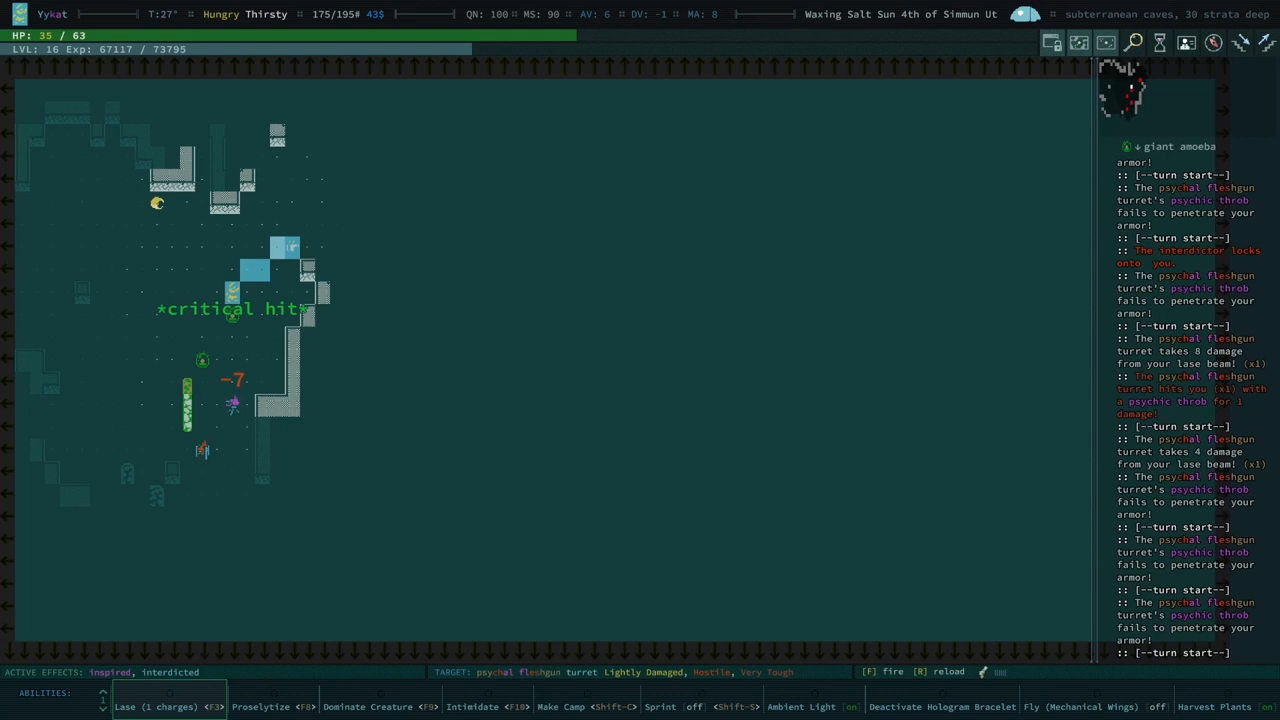 Yykat T:27° Hungry Thirsty :: 175/195# 43$ QN: 100 :: MS: 90 :: AV: 6 :: DV: -1 :: MA: 8 Waxing Salt Sun 4th of Simmun Ut :: subterranean caves, 30 strata deep
HP: 35 / 63
LVL: 16 Exp: 67117 / 73795
giant amoeba
armor!
:: [--turn start--]
:: The psychal fleshgun
turret's psychic throb
fails to penetrate your
armor!
:: [--turn start--]
:: The interdictor locks
onto you.
:: The psychal fleshgun
turret's psychic throb
fails to penetrate your
armor!
:: [--turn start--]
:: The psychal fleshgun
turret takes 8 damage
from your lase beam! (x1)
:: The psychal fleshgun
turret hits you (x1) with
a psychic throb for 1
damage!
:: [--turn start--]
:: The psychal fleshgun
turret takes 4 damage
from your lase beam! (x1)
:: The psychal fleshgun
turret's psychic throb
fails to penetrate your
armor!
:: [--turn start--]
:: The psychal fleshgun
turret's psychic throb
fails to penetrate your
armor!
:: [--turn start--]
:: The psychal fleshgun
turret's psychic throb
fails to penetrate your
armor!
:: [--turn start--]
*critical hit*
-7
ACTIVE EFFECTS: inspired, interdicted
TARGET: psychal fleshgun turret Lightly Damaged, Hostile, Very Tough
[F] fire [R] reload
ABILITIES: 1 Lase (1 charges) <F3> Proselytize <F8> Dominate Creature <F9> Intimidate <F10> Make Camp <Shift-C> Sprint [off] <Shift-S> Ambient Light [on] Deactivate Hologram Bracelet Fly (Mechanical Wings) [off] Harvest Plants [on]